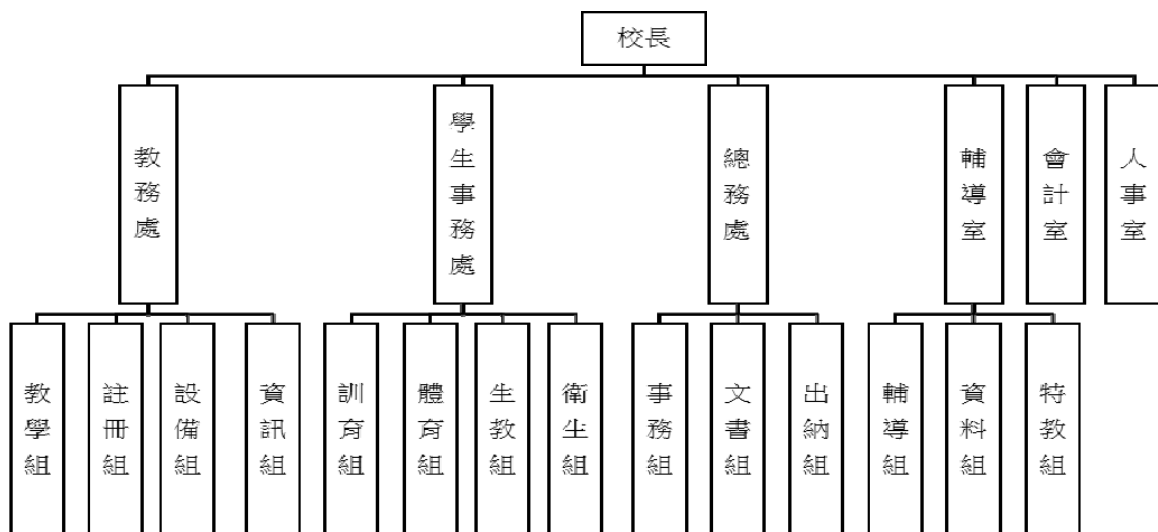 校長
教務處
學生事務處
總務處
輔導室
會計室
人事室
教學組
註冊組
設備組
資訊組
訓育組
體育組
生教組
衛生組
事務組
文書組
出納組
輔導組
資料組
特教組